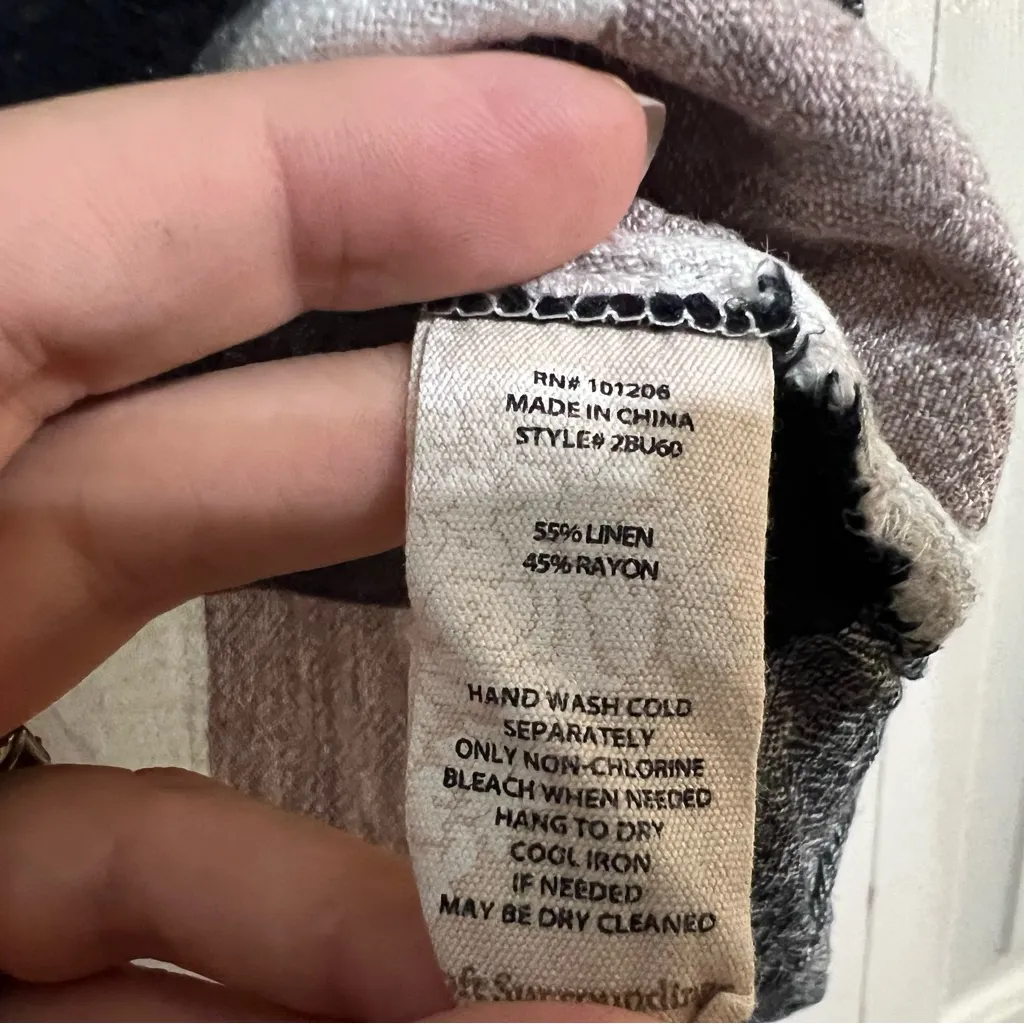 RN# 101206
MADE IN CHINA
STYLE# 2BU60
55% LINEN
45% RAYON
HAND WASH COLD
SEPARATELY
ONLY NON-CHLORINE
BLEACH WHEN NEEDED
HANG TO DRY
COOL IRON
IF NEEDED
MAY BE DRY CLEANED